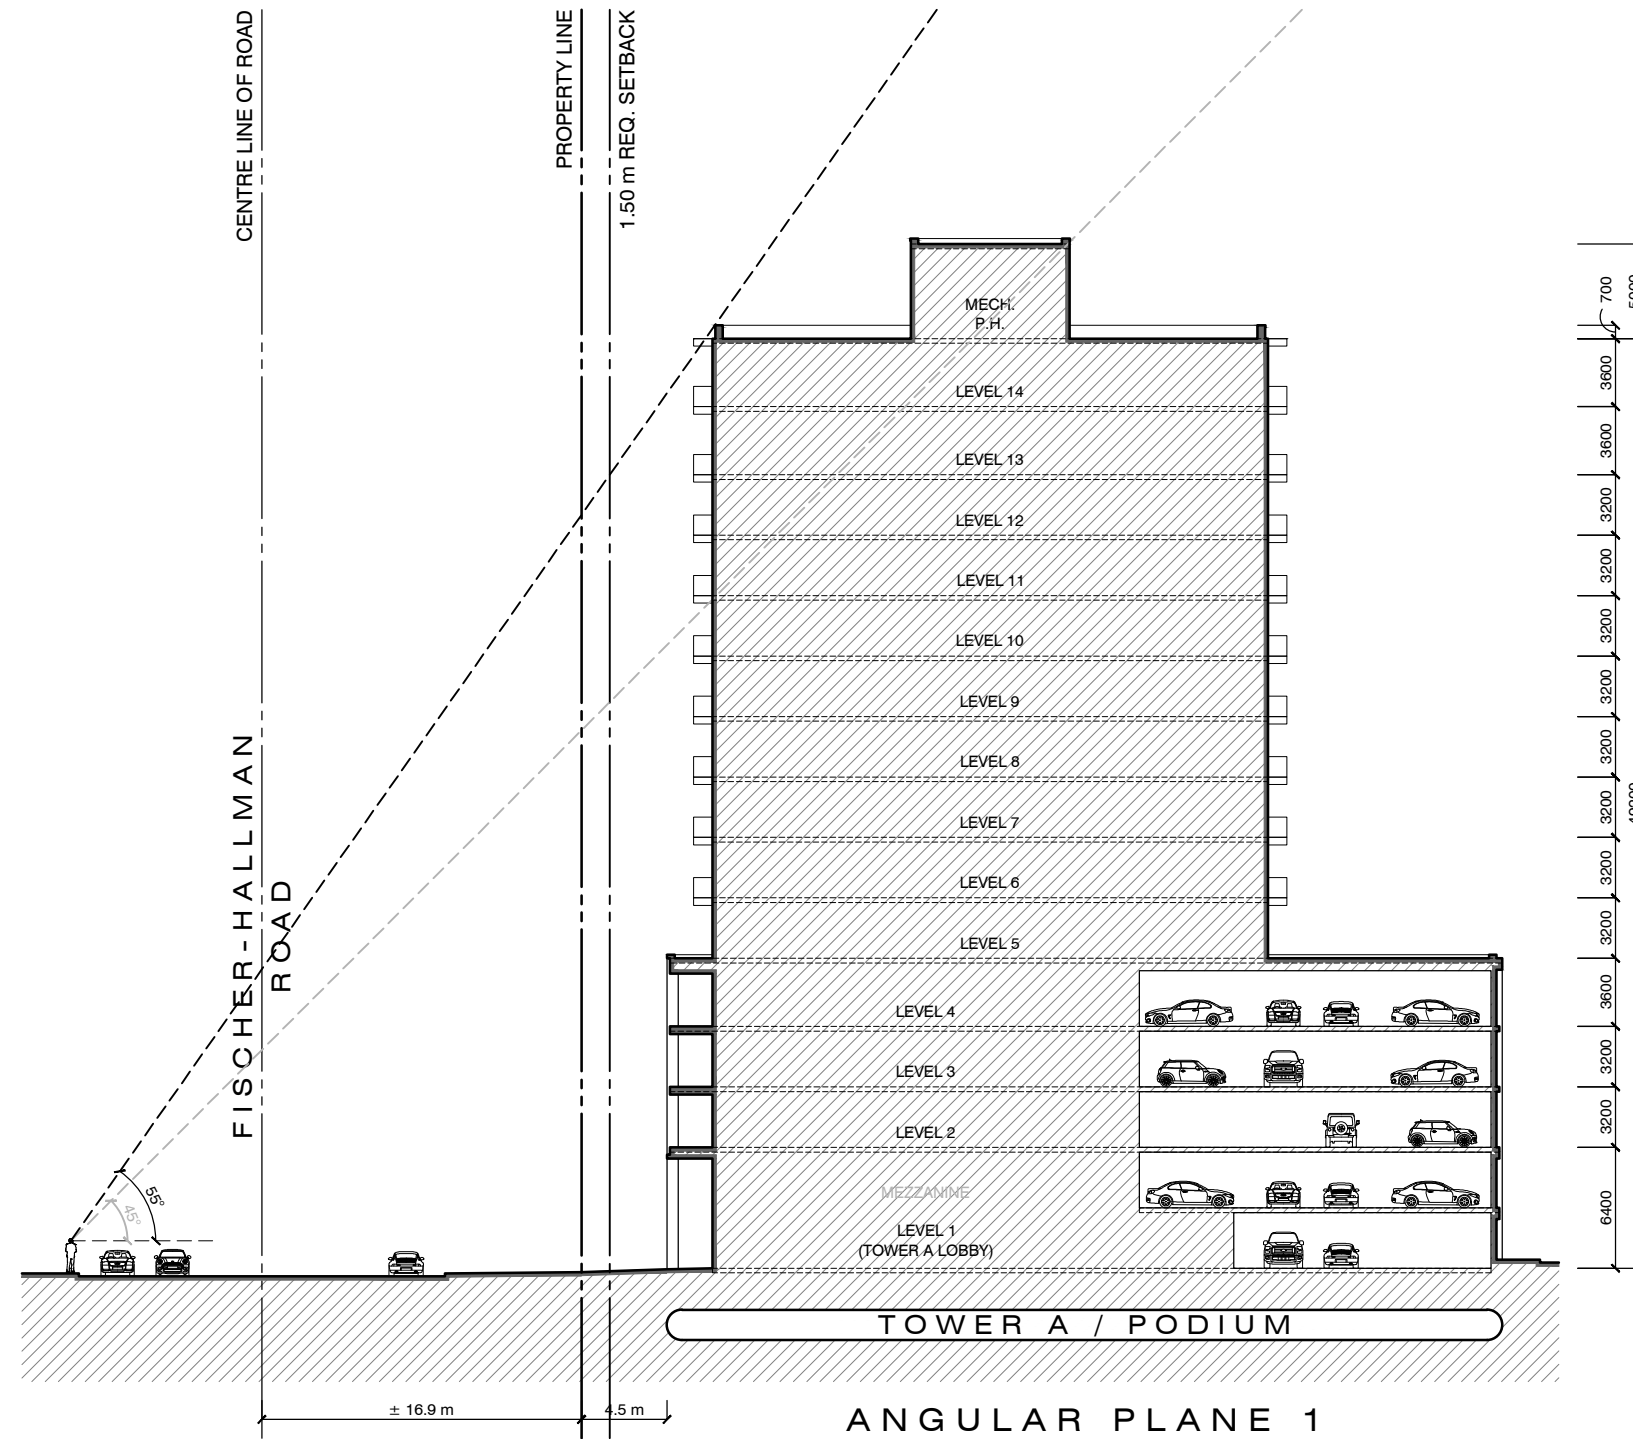 CENTRE LINE OF ROAD
PROPERTY LINE
1.50 m REQ. SETBACK
MECH.
P.H.
LEVEL 14
LEVEL 13
LEVEL 12
LEVEL 11
LEVEL 10
LEVEL 9
LEVEL 8
LEVEL 7
LEVEL 6
LEVEL 5
LEVEL 4
LEVEL 3
LEVEL 2
MEZZANINE
LEVEL 1
(TOWER A LOBBY)
FISCHER-HALLMAN
ROAD
55°
45°
700
3600
3600
3200
3200
3200
3200
3200
3200
3200
3200
3600
3200
3200
6400
TOWER A / PODIUM
± 16.9 m
4.5 m
ANGULAR PLANE 1